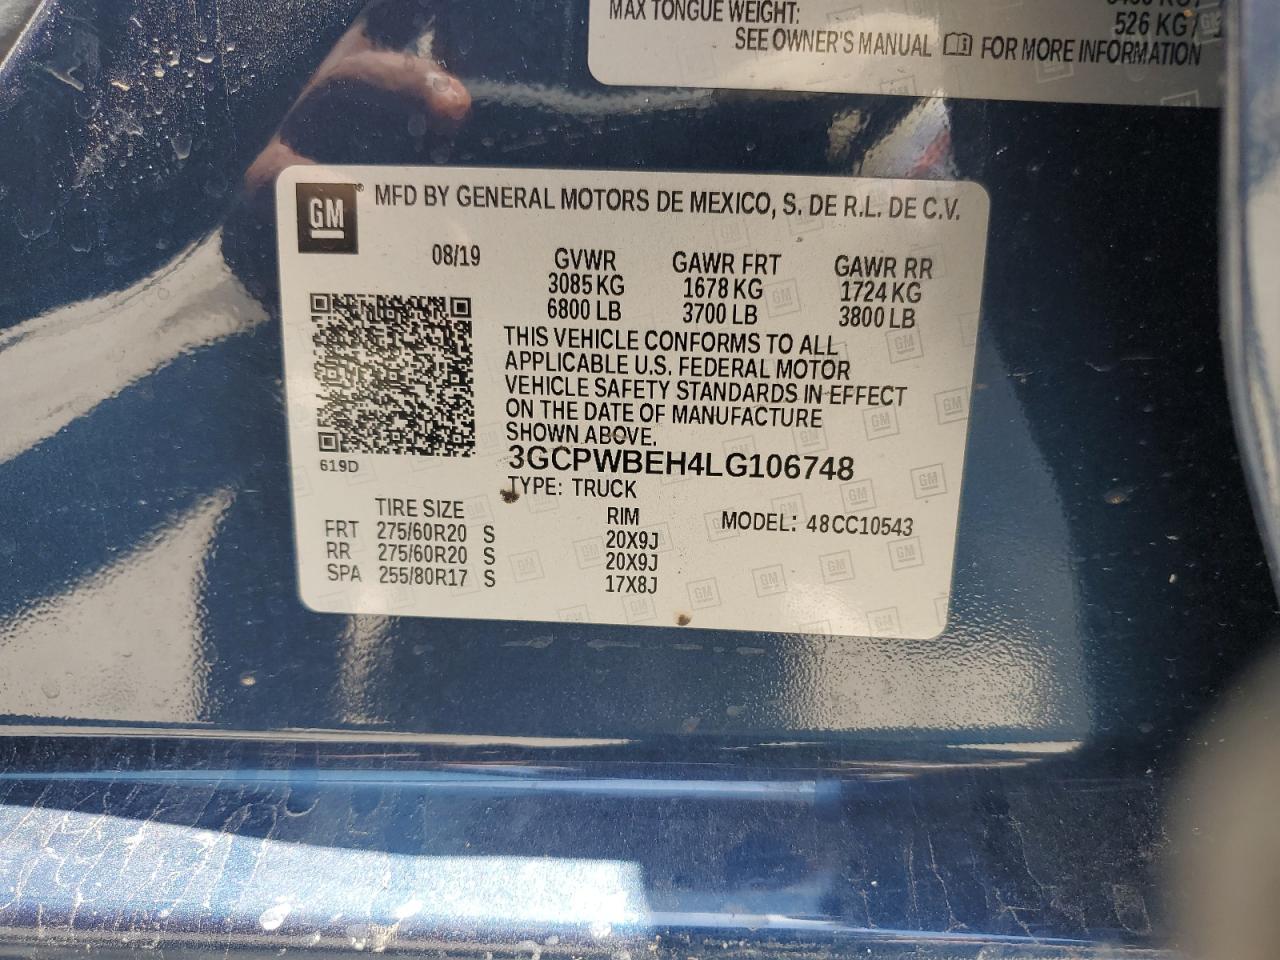 MAX TONGUE WEIGHT:
526 KG /
SEE OWNER'S MANUAL FOR MORE INFORMATION
GM® MFD BY GENERAL MOTORS DE MEXICO, S. DE R.L. DE C.V.
08/19 GVWR GAWR FRT GAWR RR
3085 KG 1678 KG 1724 KG
6800 LB 3700 LB 3800 LB
THIS VEHICLE CONFORMS TO ALL
APPLICABLE U.S. FEDERAL MOTOR
VEHICLE SAFETY STANDARDS IN EFFECT
ON THE DATE OF MANUFACTURE
SHOWN ABOVE.
619D
3GCPWBEH4LG106748
TYPE: TRUCK
TIRE SIZE RIM MODEL: 48CC10543
FRT 275/60R20 S 20X9J
RR 275/60R20 S 20X9J
SPA 255/80R17 S 17X8J